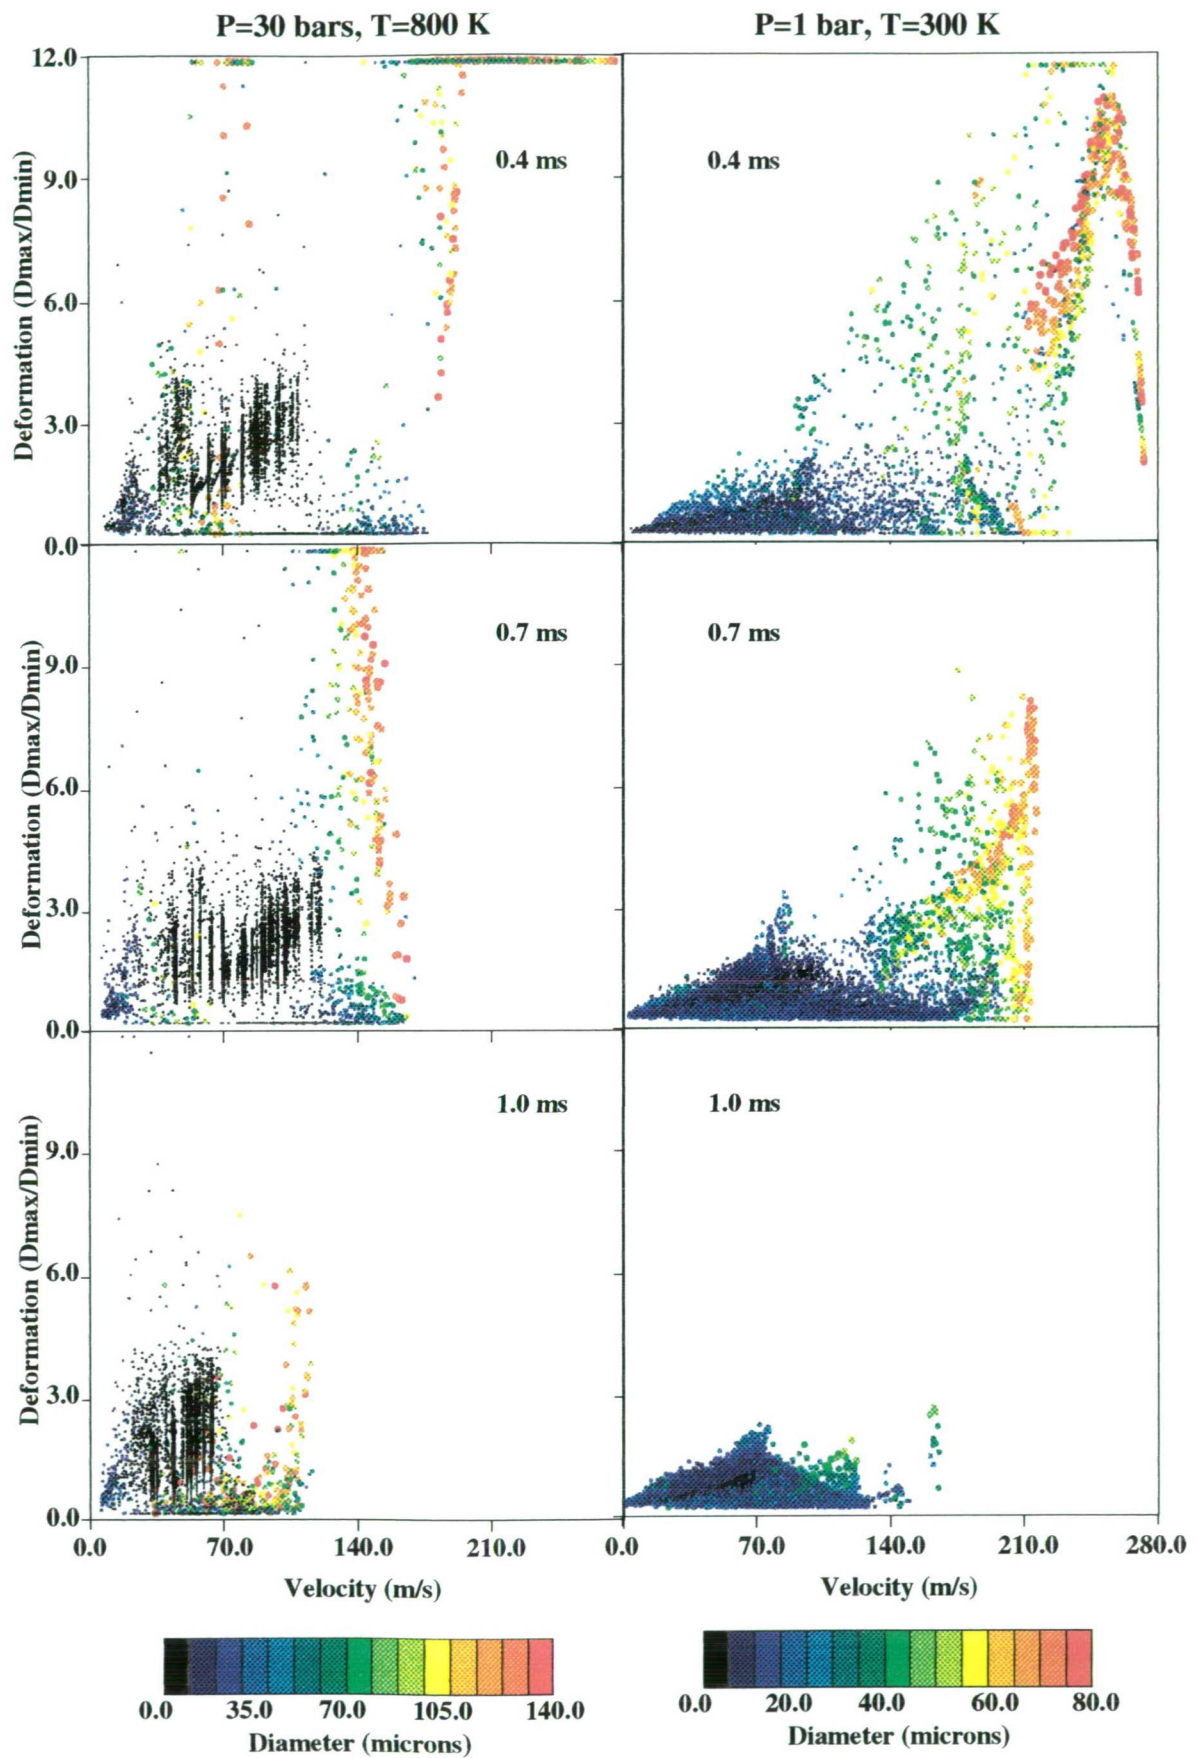 P=30 bars, T=800 K
P=1 bar, T=300 K
12.0
9.0
6.0
3.0
0.0
Deformation (Dmax/Dmin)
0.4 ms
0.4 ms
9.0
6.0
3.0
0.0
Deformation (Dmax/Dmin)
0.7 ms
0.7 ms
9.0
6.0
3.0
0.0
Deformation (Dmax/Dmin)
1.0 ms
1.0 ms
0.0 70.0 140.0 210.0 0.0 70.0 140.0 210.0 280.0
Velocity (m/s)
Velocity (m/s)
0.0 35.0 70.0 105.0 140.0
Diameter (microns)
0.0 20.0 40.0 60.0 80.0
Diameter (microns)